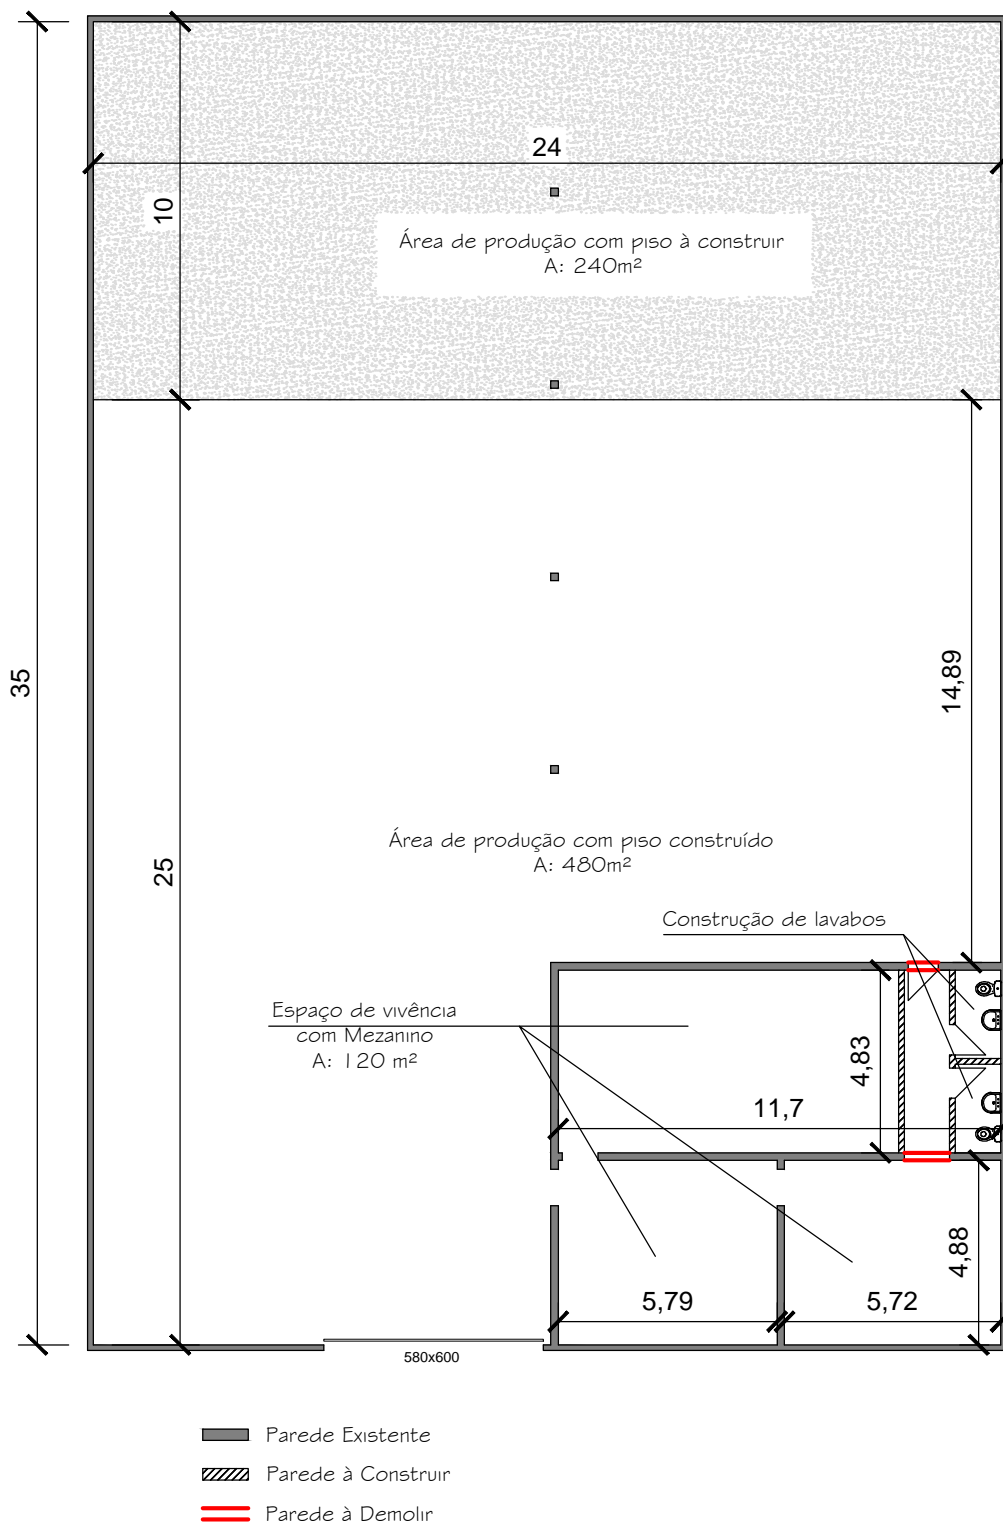 24
10
Área de produção com piso à construir
A: 240m²
35
14,89
25
Área de produção com piso construído
A: 480m²
Construção de lavabos
Espaço de vivência
com Mezanino
A: 120 m²
4,83
11,7
4,88
5,79
5,72
580x600
Parede Existente
Parede à Construir
Parede à Demolir